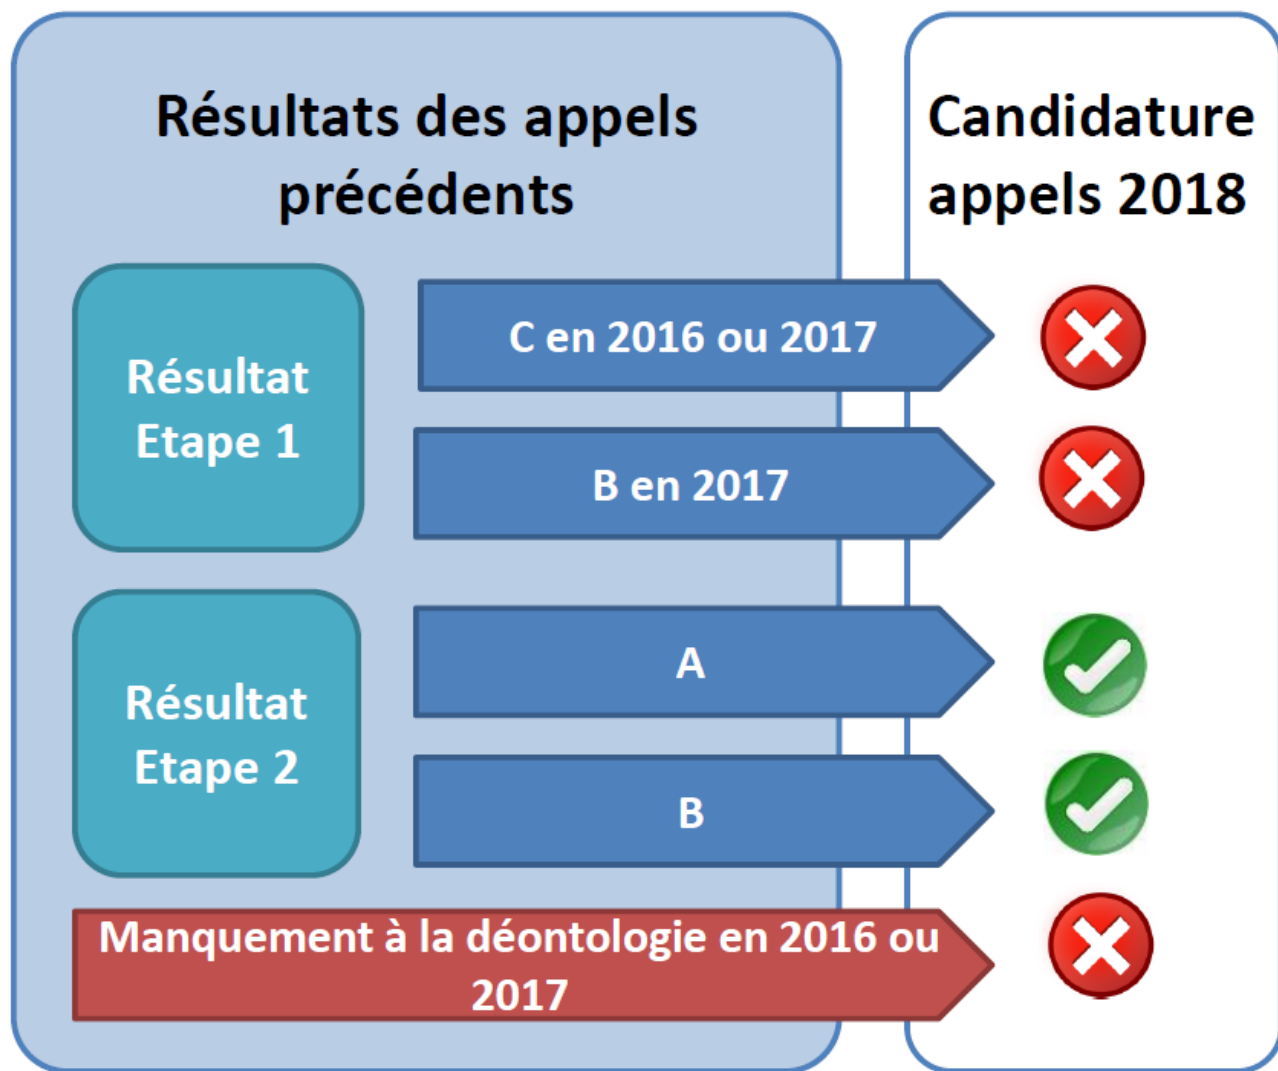 Résultats des appels
précédents
Candidature
appels 2018
Résultat
Etape 1
C en 2016 ou 2017
B en 2017
Résultat
Etape 2
A
B
Manquement à la déontologie en 2016 ou
2017